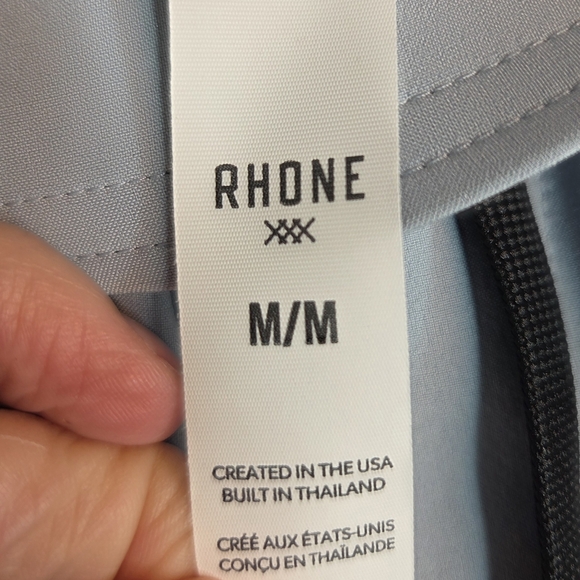 RHONE
M/M
CREATED IN THE USA
BUILT IN THAILAND
CRÉÉ AUX ÉTATS-UNIS
CONÇU EN THAÏLANDE